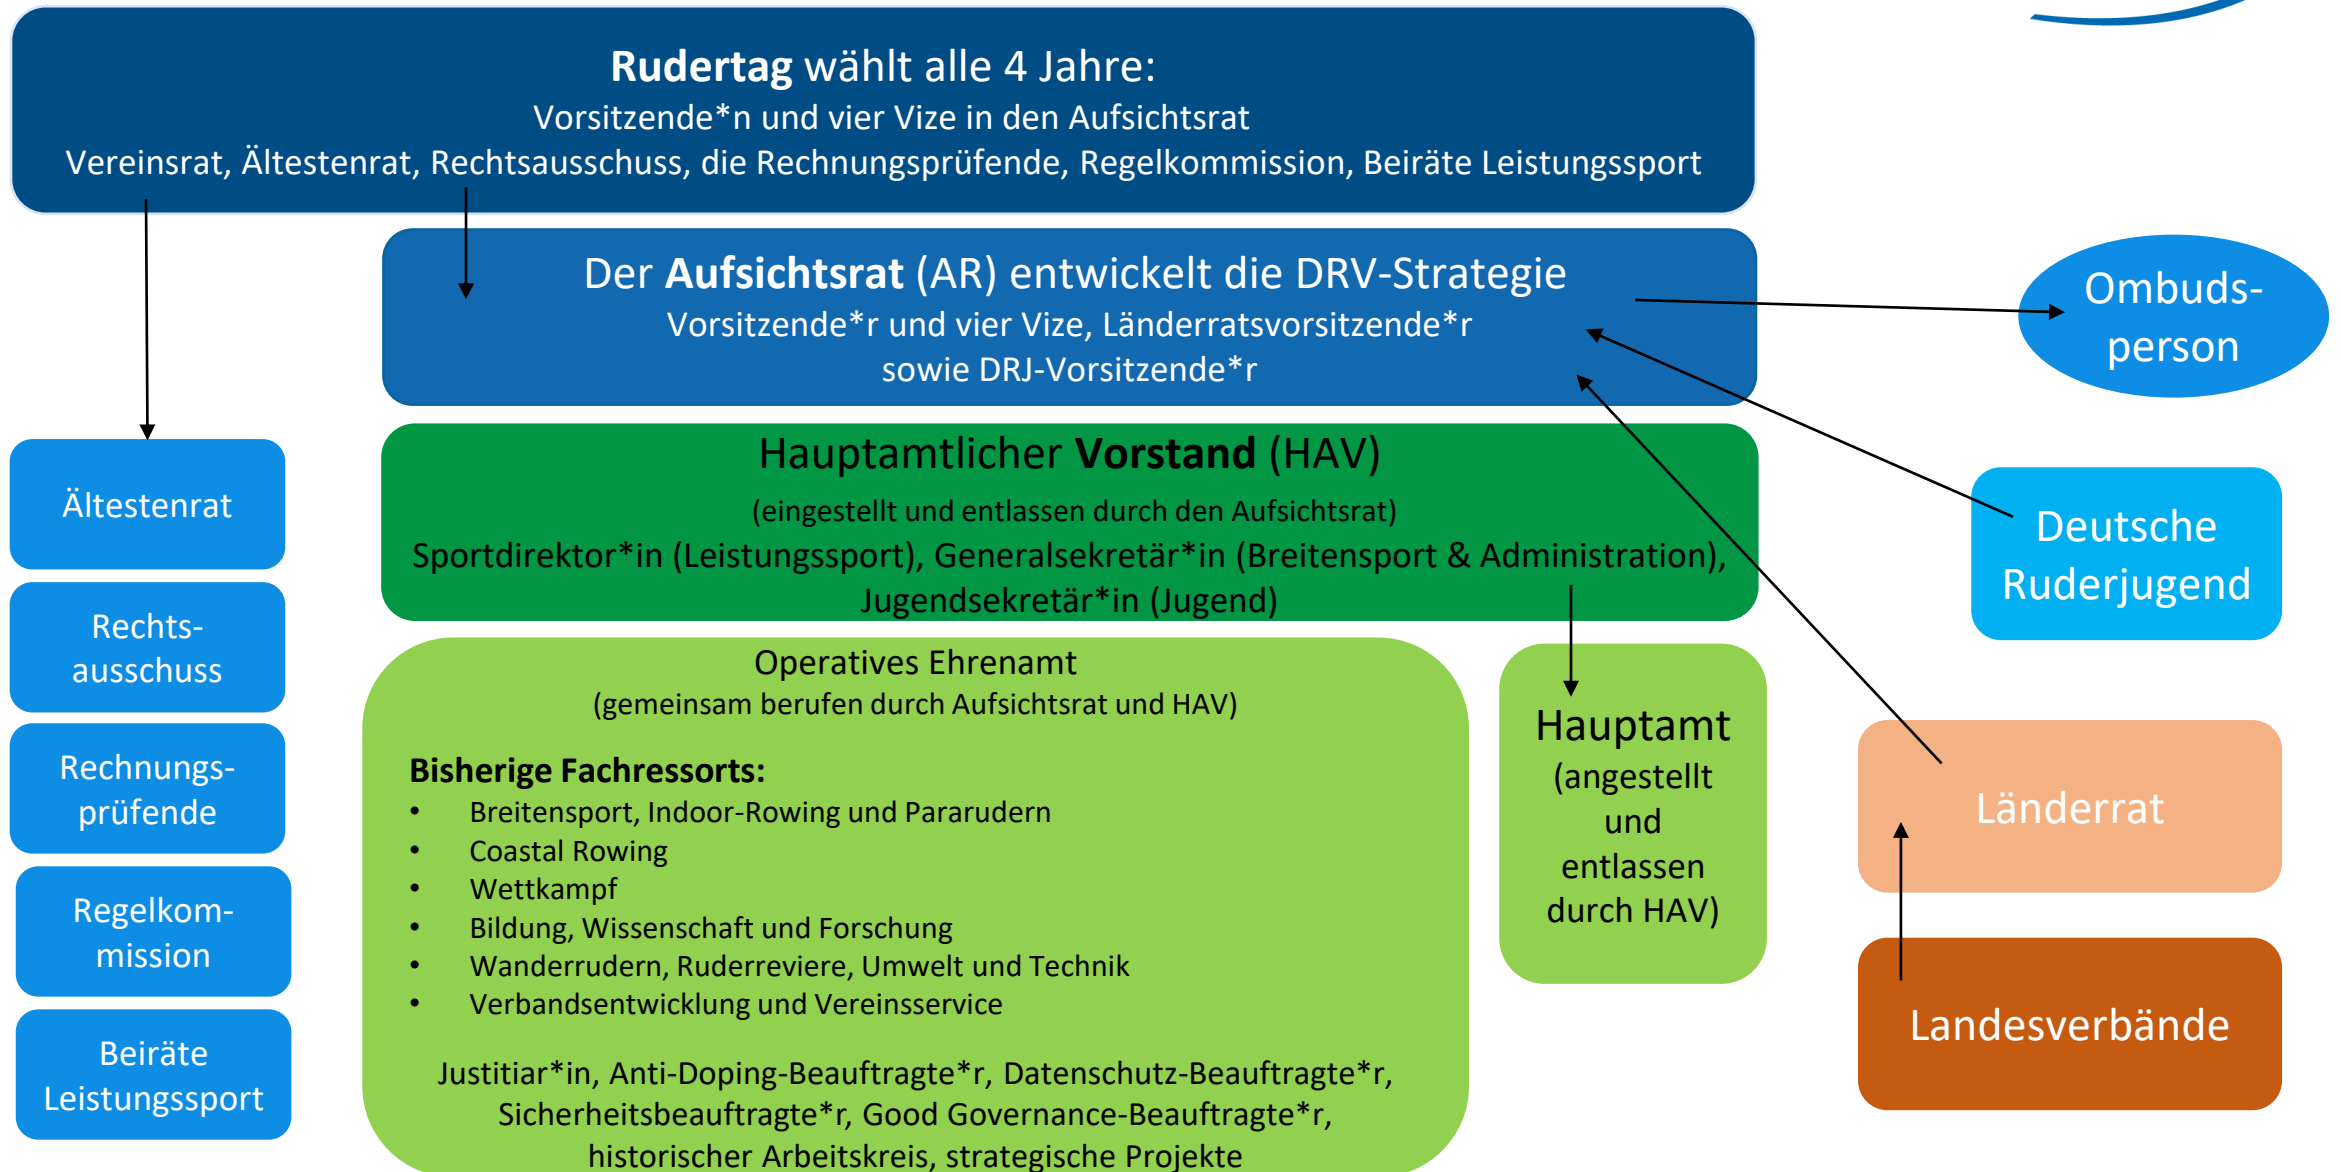 Rudertag wählt alle 4 Jahre:
Vorsitzende*n und vier Vize in den Aufsichtsrat
Vereinsrat, Ältestenrat, Rechtsausschuss, die Rechnungsprüfende, Regelkommission, Beiräte Leistungssport
Der Aufsichtsrat (AR) entwickelt die DRV-Strategie
Vorsitzende*r und vier Vize, Länderratsvorsitzende*r
sowie DRJ-Vorsitzende*r
Ombuds-
person
Hauptamtlicher Vorstand (HAV)
(eingestellt und entlassen durch den Aufsichtsrat)
Sportdirektor*in (Leistungssport), Generalsekretär*in (Breitensport & Administration),
Jugendsekretär*in (Jugend)
Deutsche
Ruderjugend
Ältestenrat
Rechts-
ausschuss
Rechnungs-
prüfende
Regelkom-
mission
Beiräte
Leistungssport
Operatives Ehrenamt
(gemeinsam berufen durch Aufsichtsrat und HAV)
Bisherige Fachressorts:
• Breitensport, Indoor-Rowing und Pararudern
• Coastal Rowing
• Wettkampf
• Bildung, Wissenschaft und Forschung
• Wanderrudern, Ruderreviere, Umwelt und Technik
• Verbandsentwicklung und Vereinsservice
Justitiar*in, Anti-Doping-Beauftragte*r, Datenschutz-Beauftragte*r,
Sicherheitsbeauftragte*r, Good Governance-Beauftragte*r,
historischer Arbeitskreis, strategische Projekte
Hauptamt
(angestellt
und
entlassen
durch HAV)
Länderrat
Landesverbände